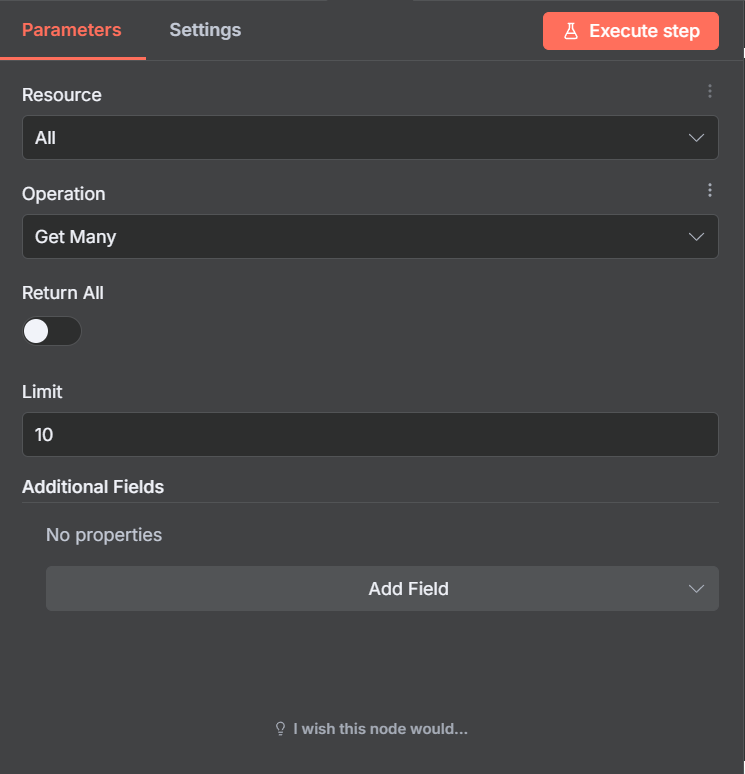 Parameters Settings Execute step
Resource
All
Operation
Get Many
Return All
Limit
10
Additional Fields
No properties
Add Field
I wish this node would...